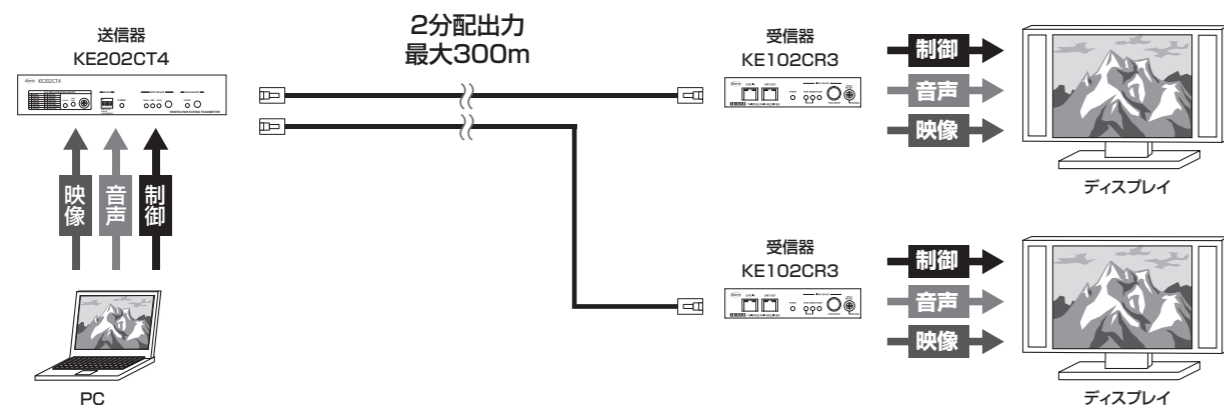 送信器
KE202CT4
KE202CT4
2分配出力
最大300m
受信器
KE102CR3
制御
音声
映像
ディスプレイ
映像
音声
制御
PC
受信器
KE102CR3
制御
音声
映像
ディスプレイ